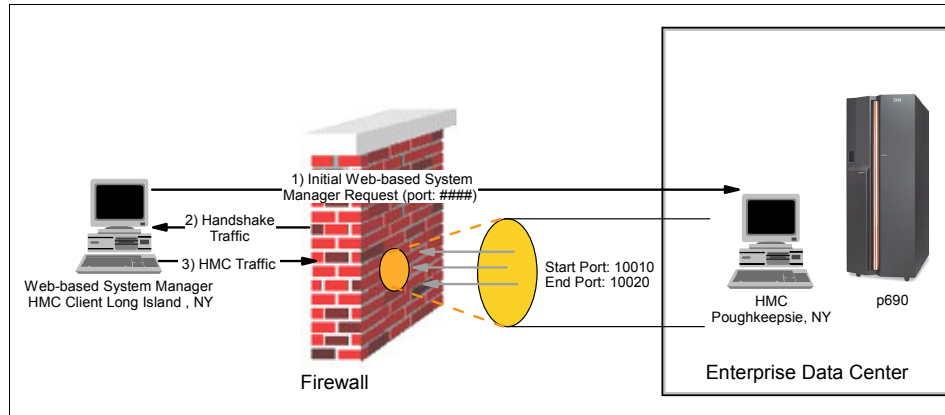 1) Initial Web-based System
Manager Request (port: ####)
2) Handshake
Traffic
3) HMC Traffic
Web-based System Manager
HMC Client Long Island , NY
Start Port: 10010
End Port: 10020
HMC
Poughkeepsie, NY
p690
Firewall
Enterprise Data Center